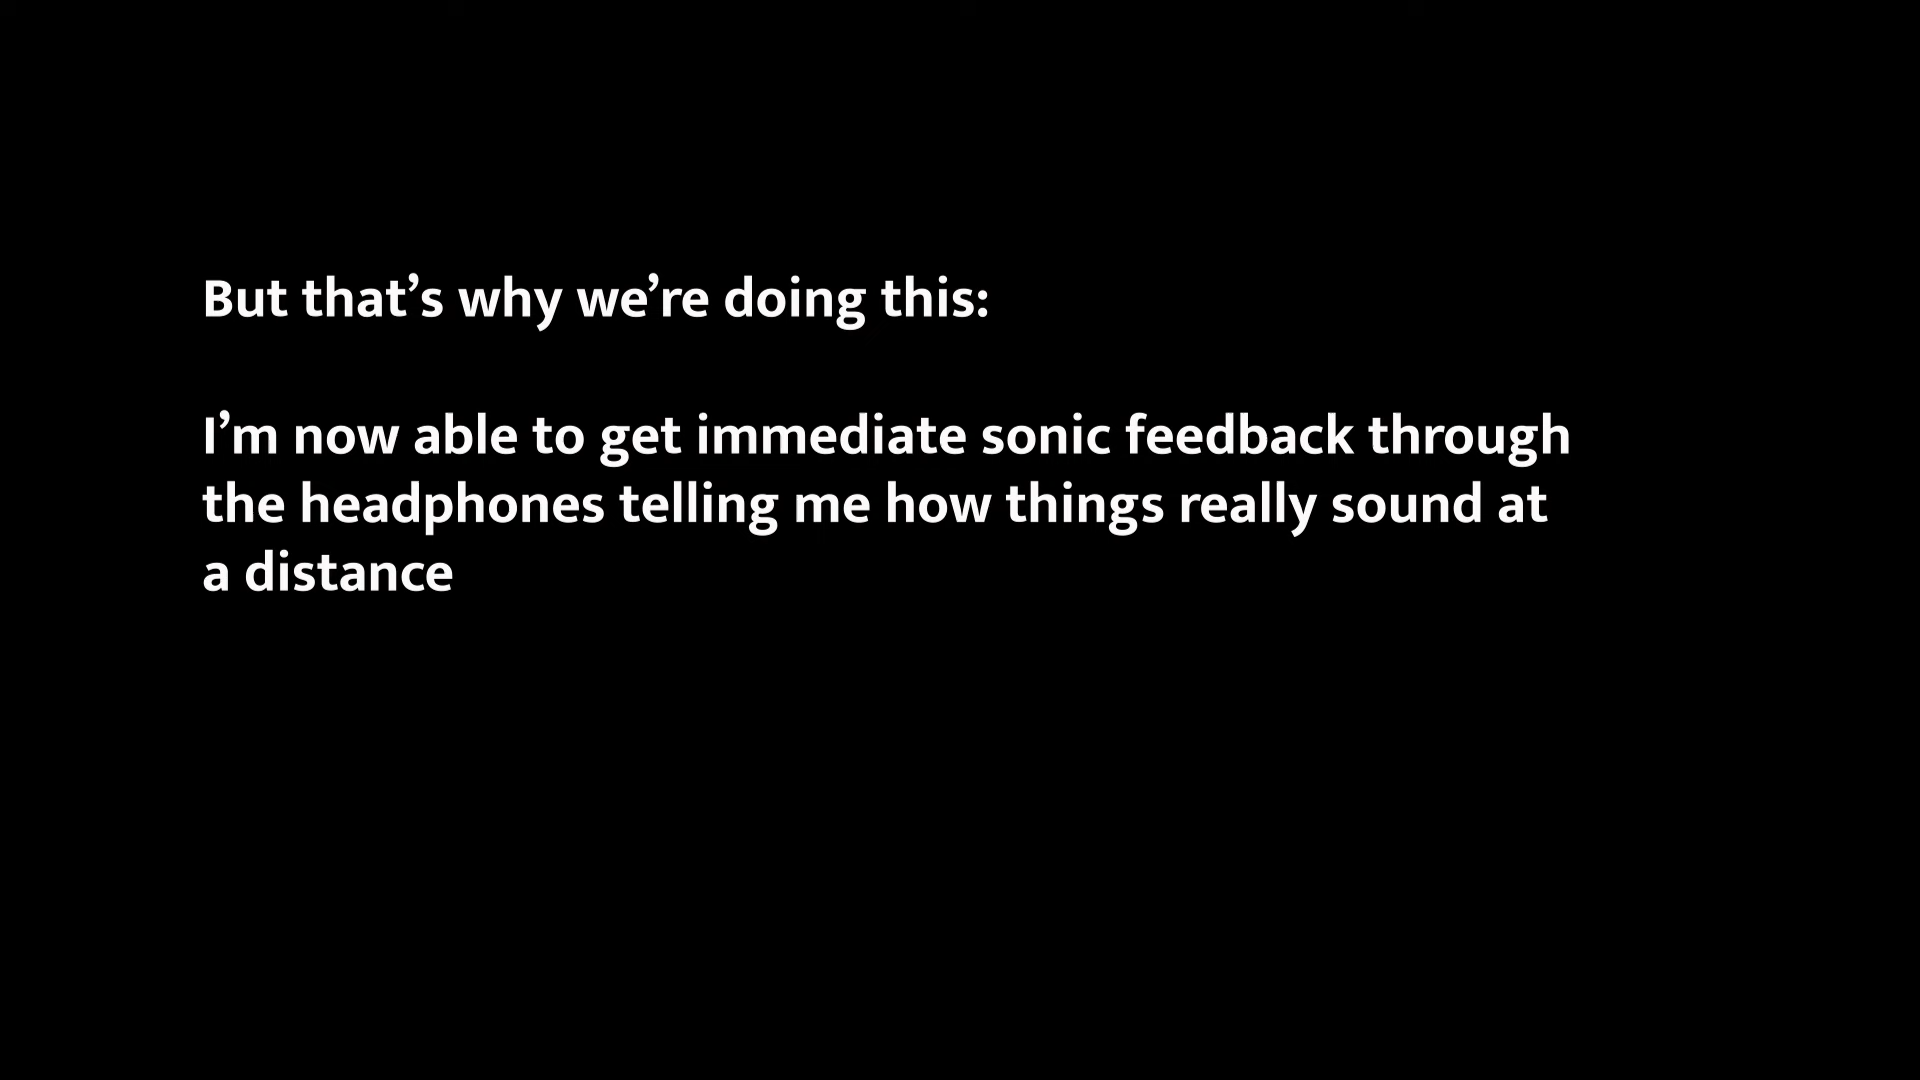 But that’s why we’re doing this:
I’m now able to get immediate sonic feedback through
the headphones telling me how things really sound at
a distance